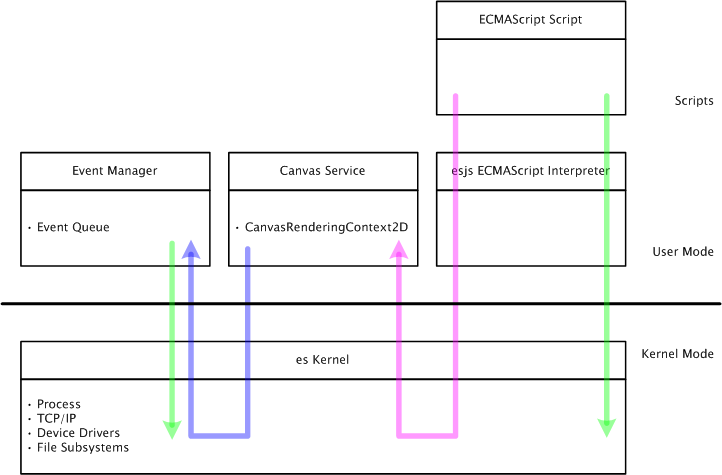 ECMAScript Script
Scripts
Event Manager
Canvas Service
esjs ECMAScript Interpreter
• Event Queue
• CanvasRenderingContext2D
User Mode
es Kernel
Kernel Mode
• Process
• TCP/IP
• Device Drivers
• File Subsystems